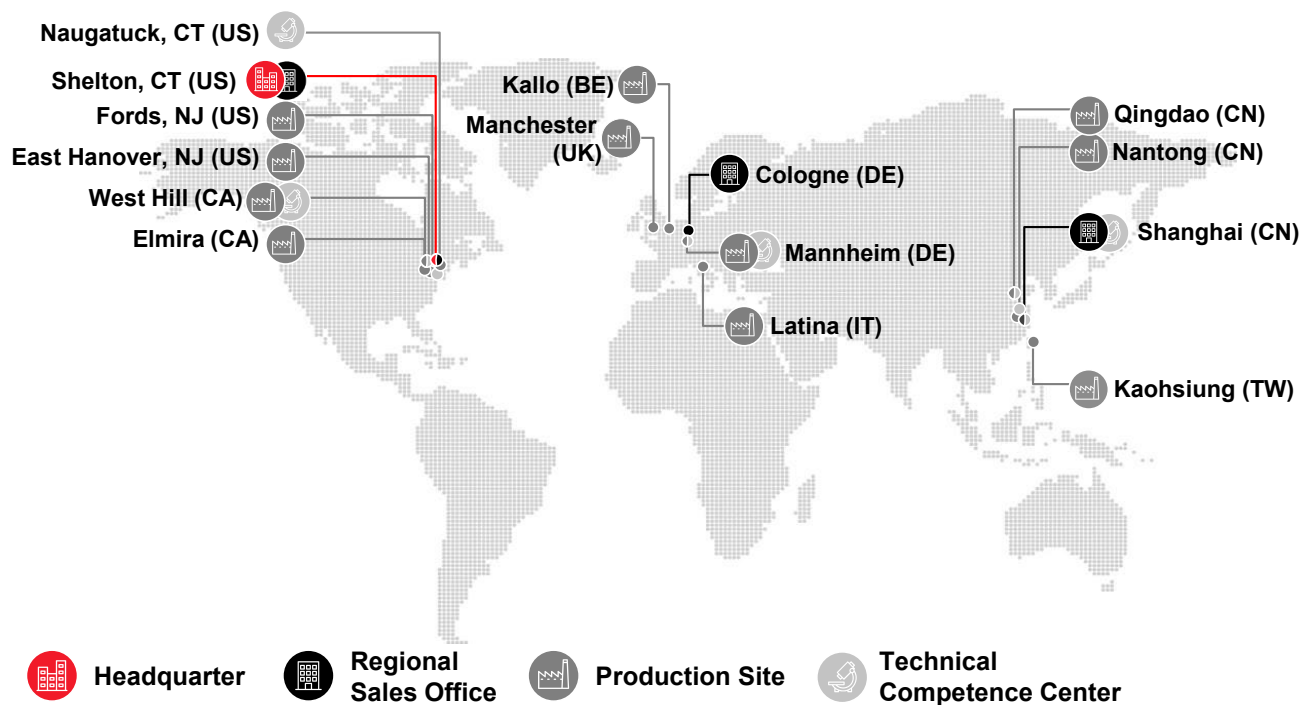 Naugatuck, CT (US)
Shelton, CT (US)
Fords, NJ (US)
East Hanover, NJ (US)
West Hill (CA)
Elmira (CA)
Kallo (BE)
Manchester
(UK)
Cologne (DE)
Mannheim (DE)
Latina (IT)
Qingdao (CN)
Nantong (CN)
Shanghai (CN)
Kaohsiung (TW)
Headquarter
Regional
Sales Office
Production Site
Technical
Competence Center